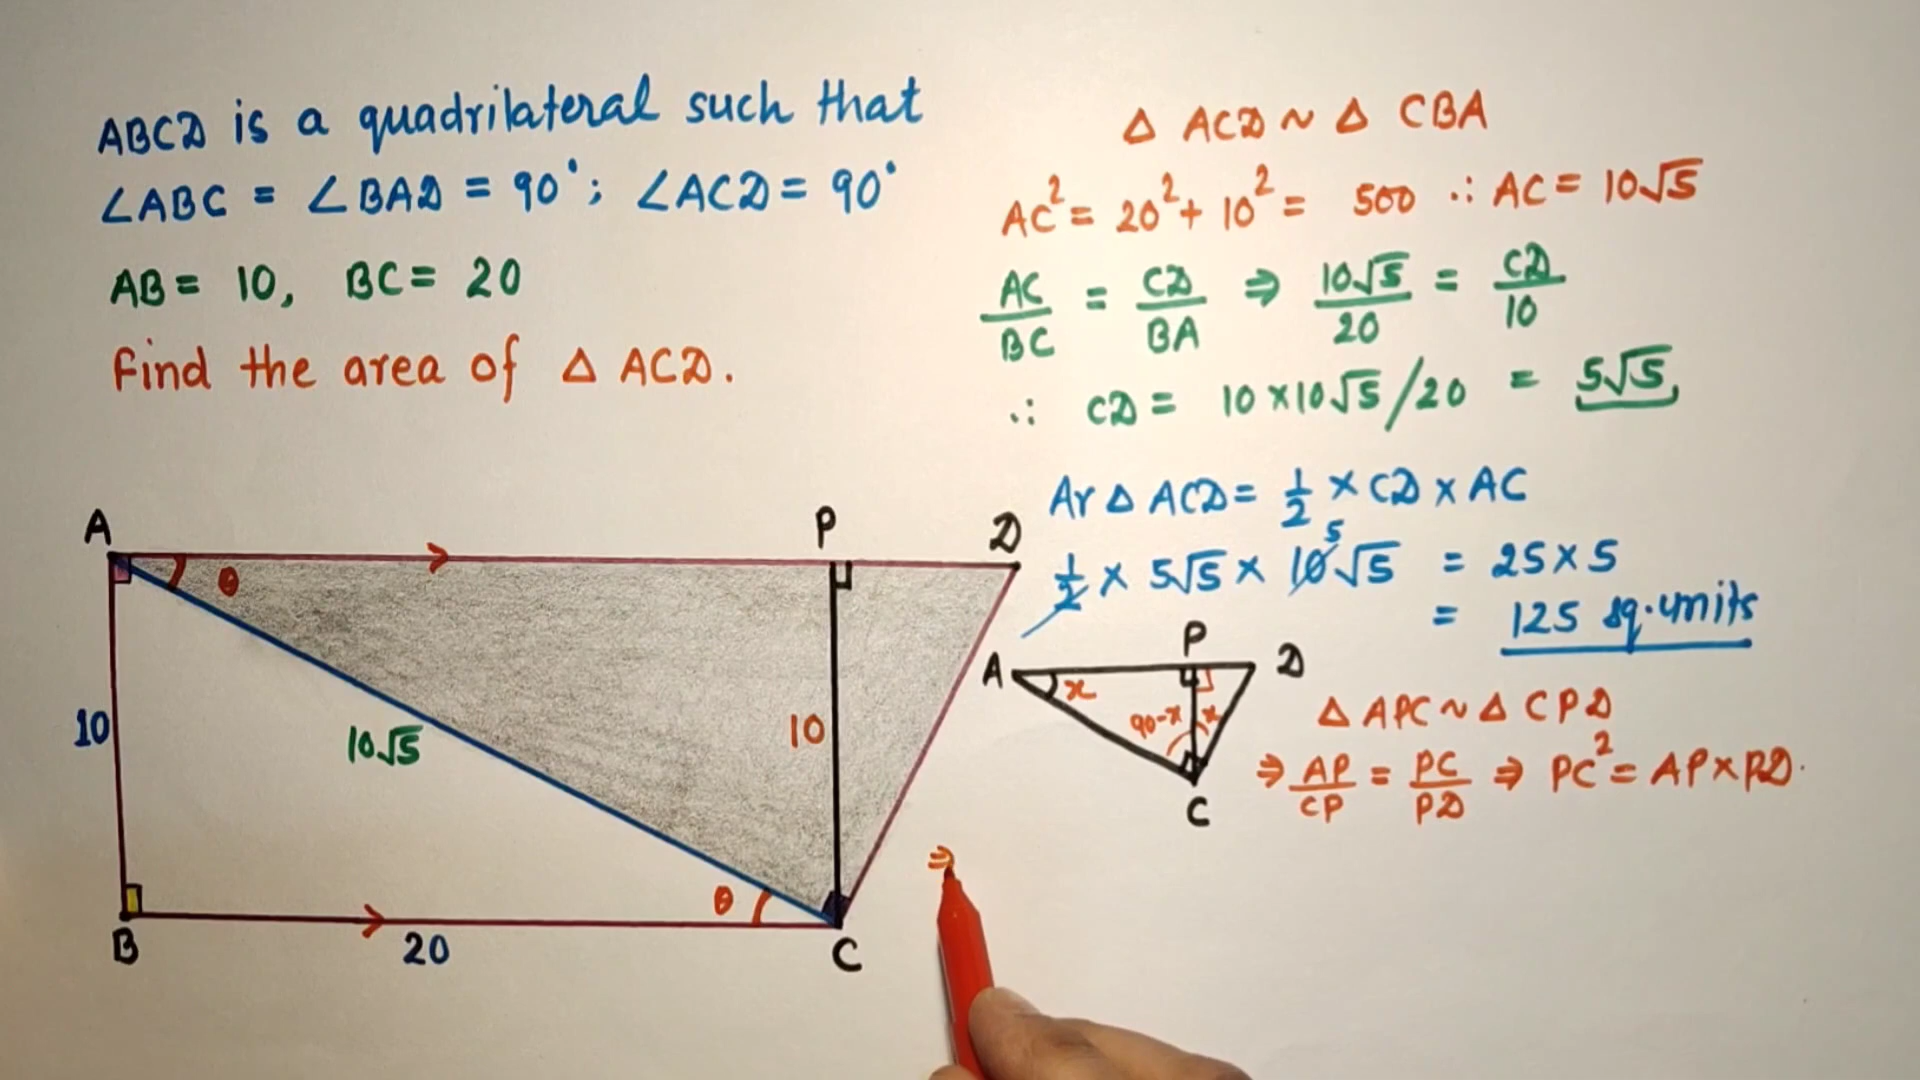 ABCD is a quadrilateral such that
∠ABC = ∠BAD = 90°; ∠ACD = 90°
AB = 10, BC = 20
Find the area of △ ACD.
△ ACD ~ △ CBA
AC² = 20² + 10² = 500 ∴ AC = 10√5
AC/BC = CD/BA ⇒ 10√5/20 = CD/10
∴ CD = 10 × 10√5/20 = 5√5,
Ar △ ACD = 1/2 × CD × AC
1/2 × 5√5 × 10√5 = 25 × 5
5
= 125 sq. units
A P D
θ
10
10√5
10
θ
B 20 C
P
A D
x
90-x x
C
△ APC ~ △ CPD
⇒ AP/CP = PC/PD ⇒ PC² = AP × PD.
⇒